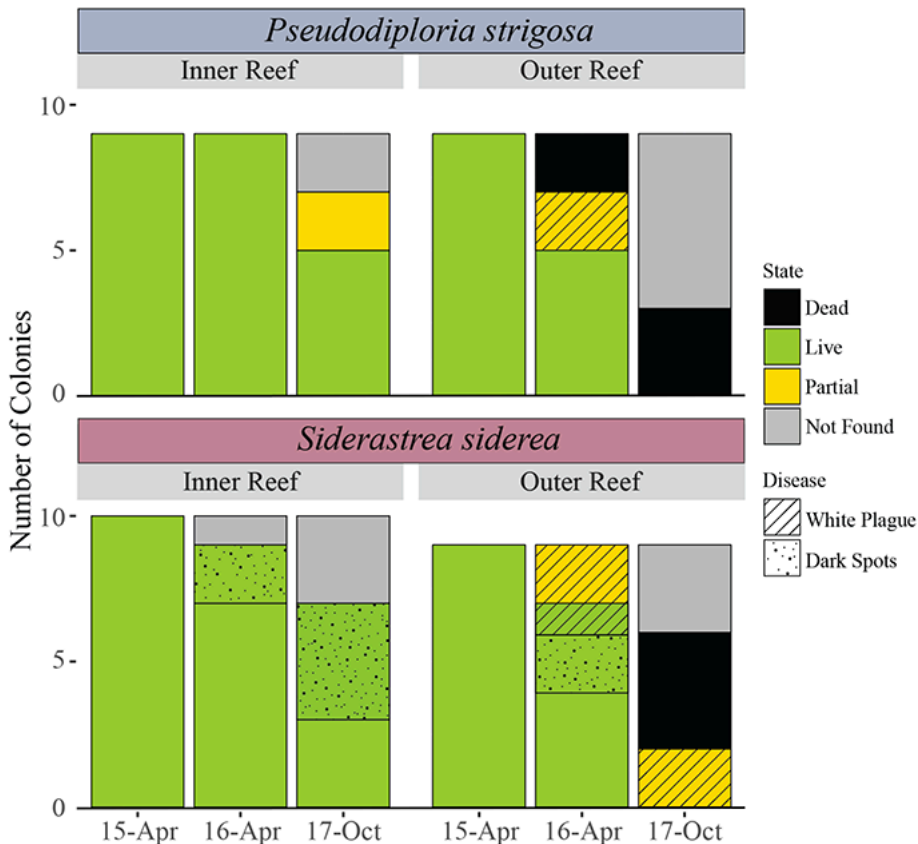 Pseudodiploria strigosa
Inner Reef
Outer Reef
10
5
0
Number of Colonies
State
Dead
Live
Partial
Not Found
Disease
White Plague
Dark Spots
Siderastrea siderea
Inner Reef
Outer Reef
10
5
0
15-Apr
16-Apr
17-Oct
15-Apr
16-Apr
17-Oct